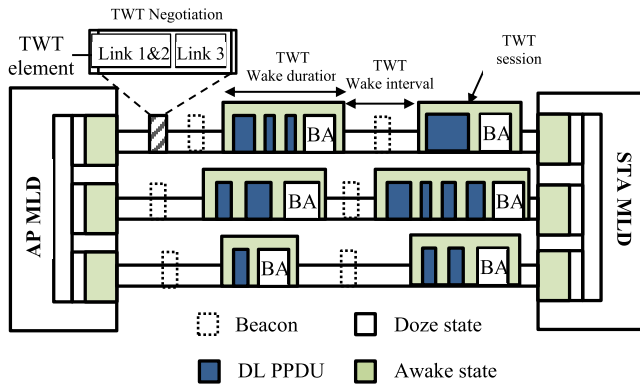 TWT Negotiation
TWT
element
Link 1&2
Link 3
TWT
Wake duration
TWT
Wake interval
TWT
session
AP MLD
STA MLD
BA
BA
BA
BA
BA
BA
Beacon
Doze state
DL PPDU
Awake state